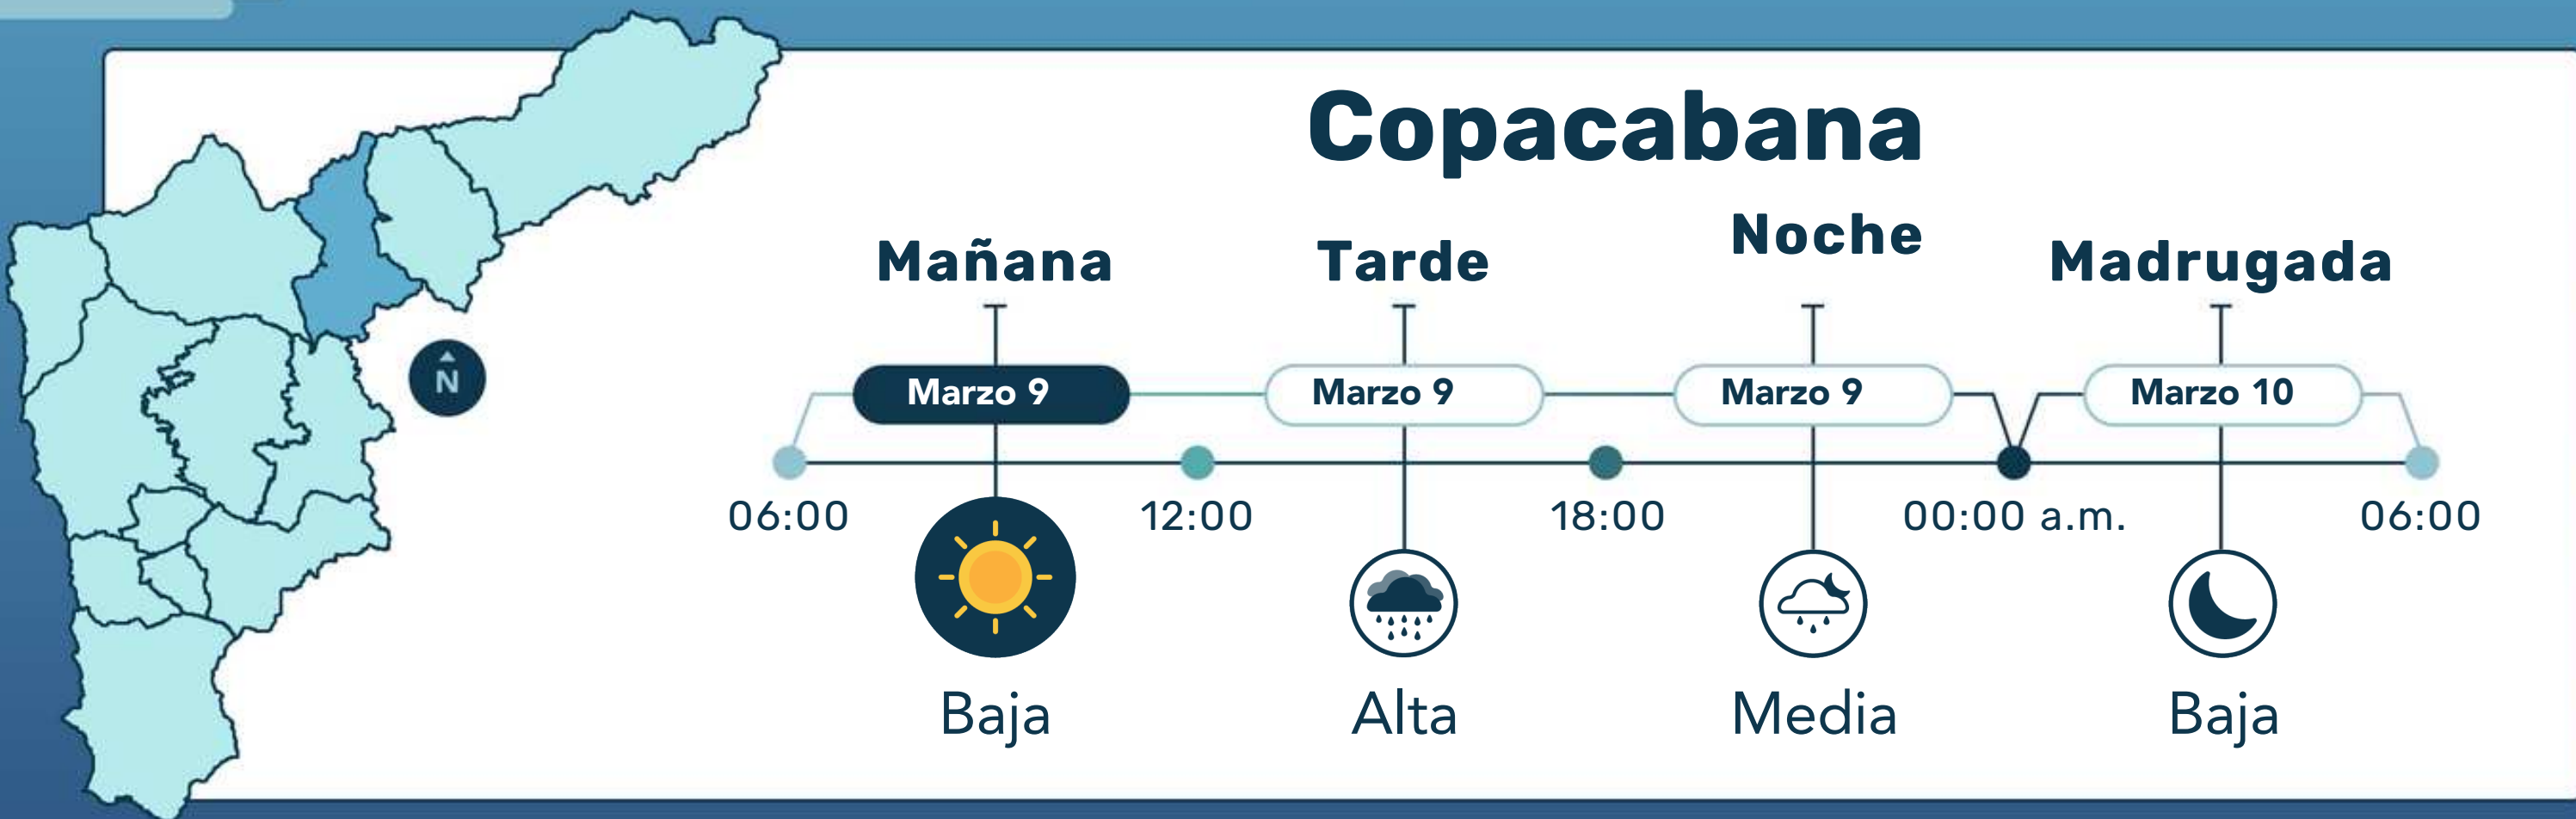 Copacabana
Mañana
Tarde
Noche
Madrugada
Marzo 9
Marzo 9
Marzo 9
Marzo 10
N
06:00
12:00
18:00
00:00 a.m.
06:00
Baja
Alta
Media
Baja